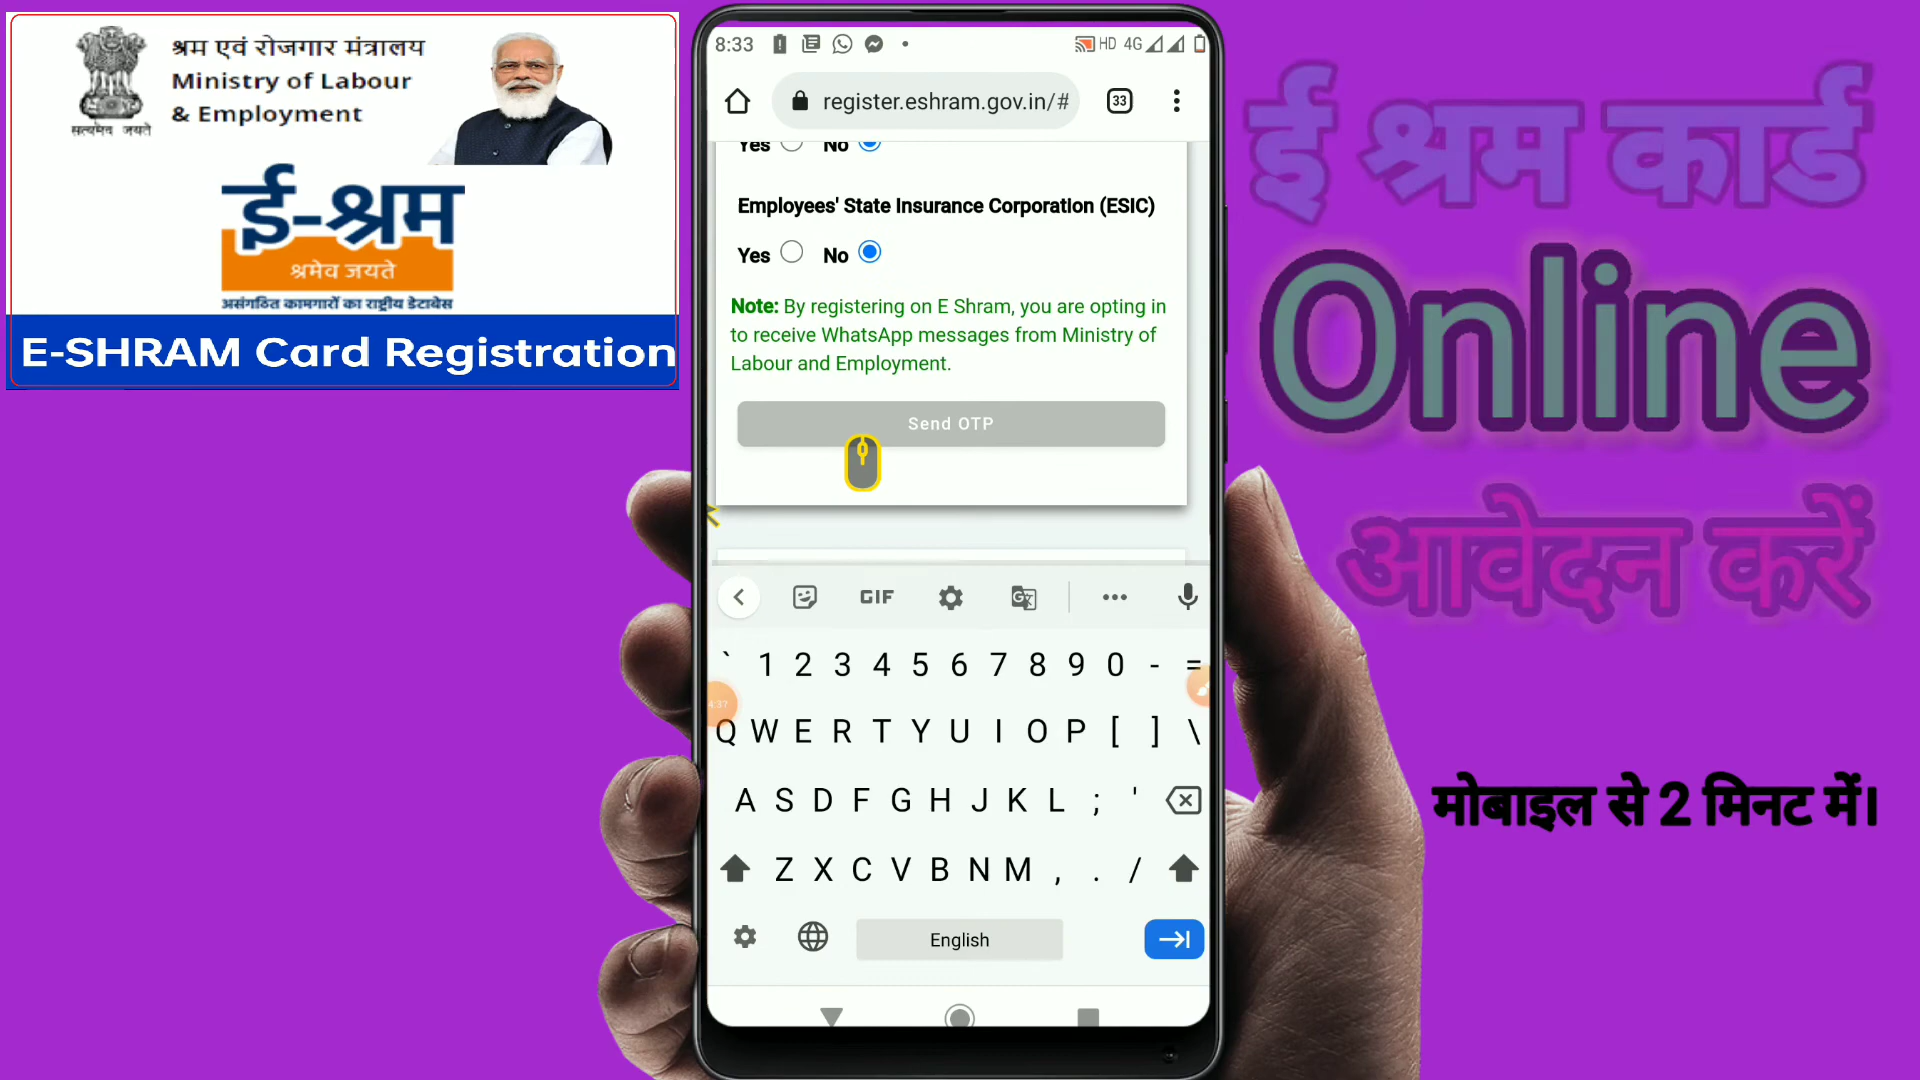 सत्यमेव जयते
श्रम एवं रोजगार मंत्रालय
Ministry of Labour
& Employment
ई-श्रम
श्रमेव जयते
असंगठित कामगारों का राष्ट्रीय डेटाबेस
E-SHRAM Card Registration
8:33
HD 4G
register.eshram.gov.in/#
33
Yes No
Employees' State Insurance Corporation (ESIC)
Yes No
Note: By registering on E Shram, you are opting in
to receive WhatsApp messages from Ministry of
Labour and Employment.
Send OTP
GIF
` 1 2 3 4 5 6 7 8 9 0 - =
4:37
Q W E R T Y U I O P [ ] \
A S D F G H J K L ; '
Z X C V B N M , . /
English
ई श्रम कार्ड
Online
आवेदन करें
मोबाइल से 2 मिनट में।